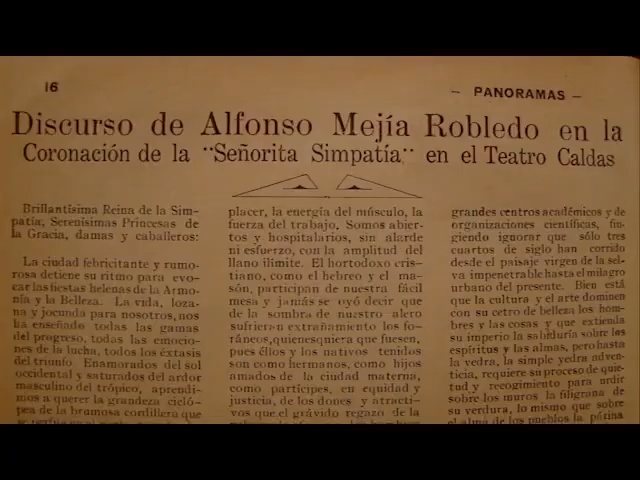 16
— PANORAMAS —
Discurso de Alfonso Mejía Robledo en la
Coronación de la "Señorita Simpatía" en el Teatro Caldas
Brillantísima Reina de la Sim-
patía, Serenísimas Princesas de
la Gracia, damas y caballeros:
La ciudad febricitante y rumo-
rosa detiene su ritmo para evo-
car las fiestas helenas de la Armo-
nía y la Belleza. La vida, loza-
na y jocunda para nosotros, nos
ha enseñado todas las gamas
del progreso, todas las emocio-
nes de la lucha, todos los éxtasis
del triunfo Enamorados del sol
occidental y saturados del ardor
masculino del trópico, aprendi-
mos a querer la grandeza cicló-
pea de la brumosa cordillera que
placer, la energía del músculo, la
fuerza del trabajo. Somos abier-
tos y hospitalarios, sin alarde
ni esfuerzo, con la amplitud del
llano ilímite. El hortodoxo cris-
tiano, como el hebreo y el ma-
són, participan de nuestra fácil
mesa y jamás se oyó decir que
de la sombra de nuestro alero
sufrieran extrañamiento los fo-
ráneos, quienesquiera que fuesen,
pues éllos y los nativos tenidos
son como hermanos, como hijos
amados de la ciudad materna,
como partícipes, en equidad y
justicia, de los dones y atracti-
vos que el grávido regazo de la
grandes centros académicos y de
organizaciones científicas, fin-
giendo ignorar que sólo tres
cuartos de siglo han corrido
desde el paisaje virgen de la sel-
va impenetrable hasta el milagro
urbano del presente. Bien está
que la cultura y el arte dominen
con su cetro de belleza los hom-
bres y las cosas y que extienda
su imperio la sabiduría sobre los
espíritus y las almas, pero hasta
la yedra, la simple yedra adven-
ticia, requiere su proceso de quie-
tud y recogimiento para urdir
sobre los muros la filigrana de
su verdura, lo mismo que sobre
el alma de los pueblos la página